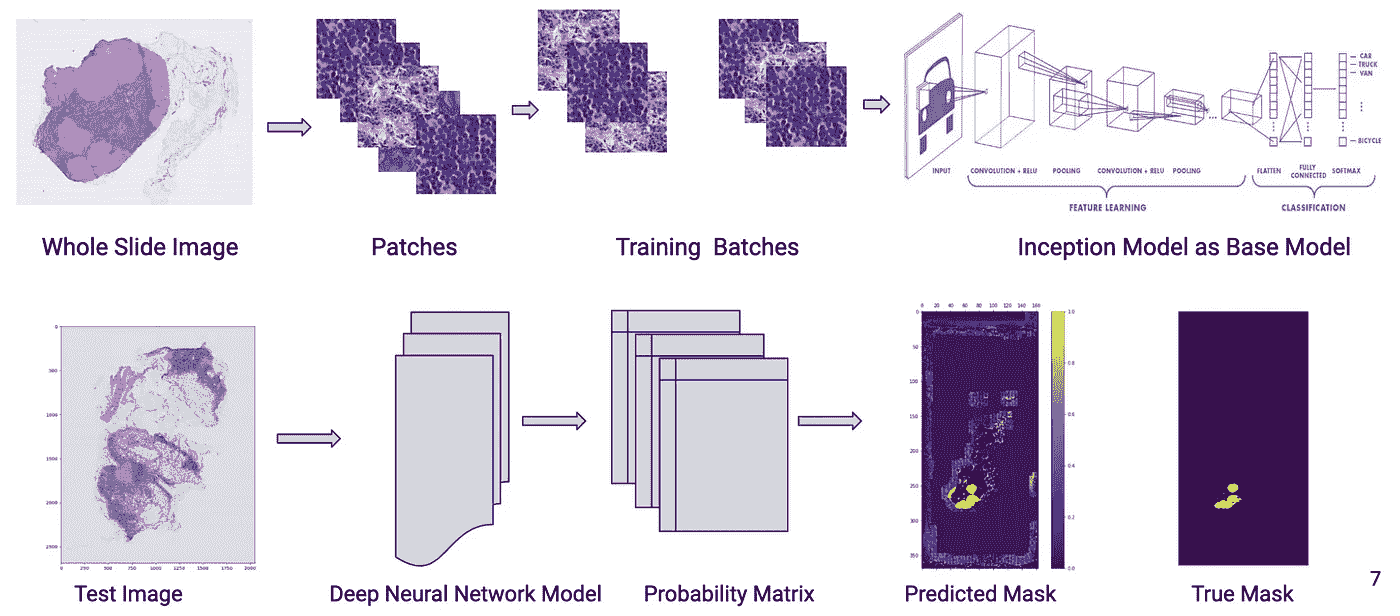 CAR
TRUCK
VAN
BICYCLE
INPUT CONVOLUTION + RELU POOLING CONVOLUTION + RELU POOLING FLATTEN FULLY CONNECTED SOFTMAX
FEATURE LEARNING CLASSIFICATION
Whole Slide Image Patches Training Batches Inception Model as Base Model
0
500
1000
1500
2000
2500
0 250 500 750 1000 1250 1500 1750 2000
0 20 40 60 80 100 120 140 160
0
50
100
150
200
250
300
350
1.0
0.8
0.6
0.4
0.2
0.0
Test Image Deep Neural Network Model Probability Matrix Predicted Mask True Mask
7